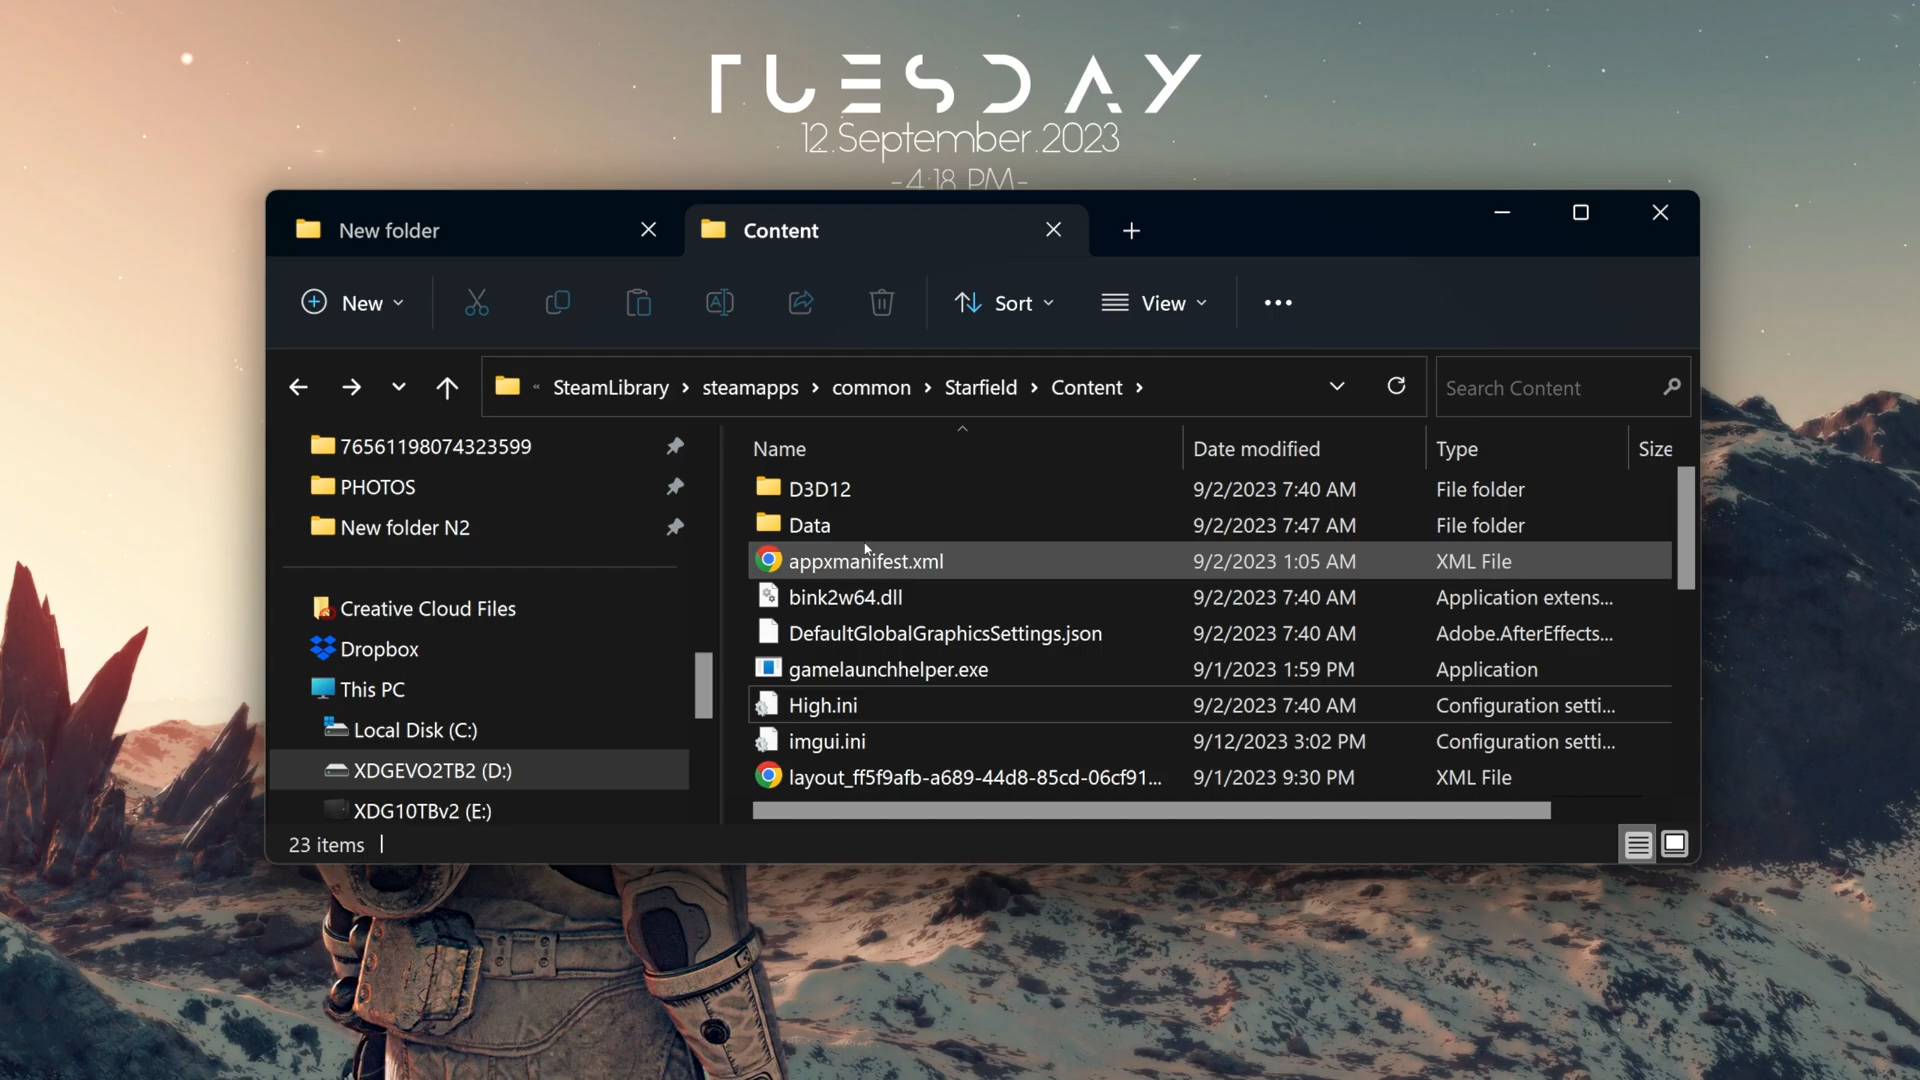 TUESDAY
12.September.2023
-4:18 PM-
New folder
Content
New
Sort
View
SteamLibrary › steamapps › common › Starfield › Content ›
Search Content
76561198074323599
PHOTOS
New folder N2
Creative Cloud Files
Dropbox
This PC
Local Disk (C:)
XDGEVO2TB2 (D:)
XDG10TBv2 (E:)
Name Date modified Type Size
D3D12 9/2/2023 7:40 AM File folder
Data 9/2/2023 7:47 AM File folder
appxmanifest.xml 9/2/2023 1:05 AM XML File
bink2w64.dll 9/2/2023 7:40 AM Application extens...
DefaultGlobalGraphicsSettings.json 9/2/2023 7:40 AM Adobe.AfterEffects...
gamelaunchhelper.exe 9/1/2023 1:59 PM Application
High.ini 9/2/2023 7:40 AM Configuration setti...
imgui.ini 9/12/2023 3:02 PM Configuration setti...
layout_ff5f9afb-a689-44d8-85cd-06cf91... 9/1/2023 9:30 PM XML File
23 items